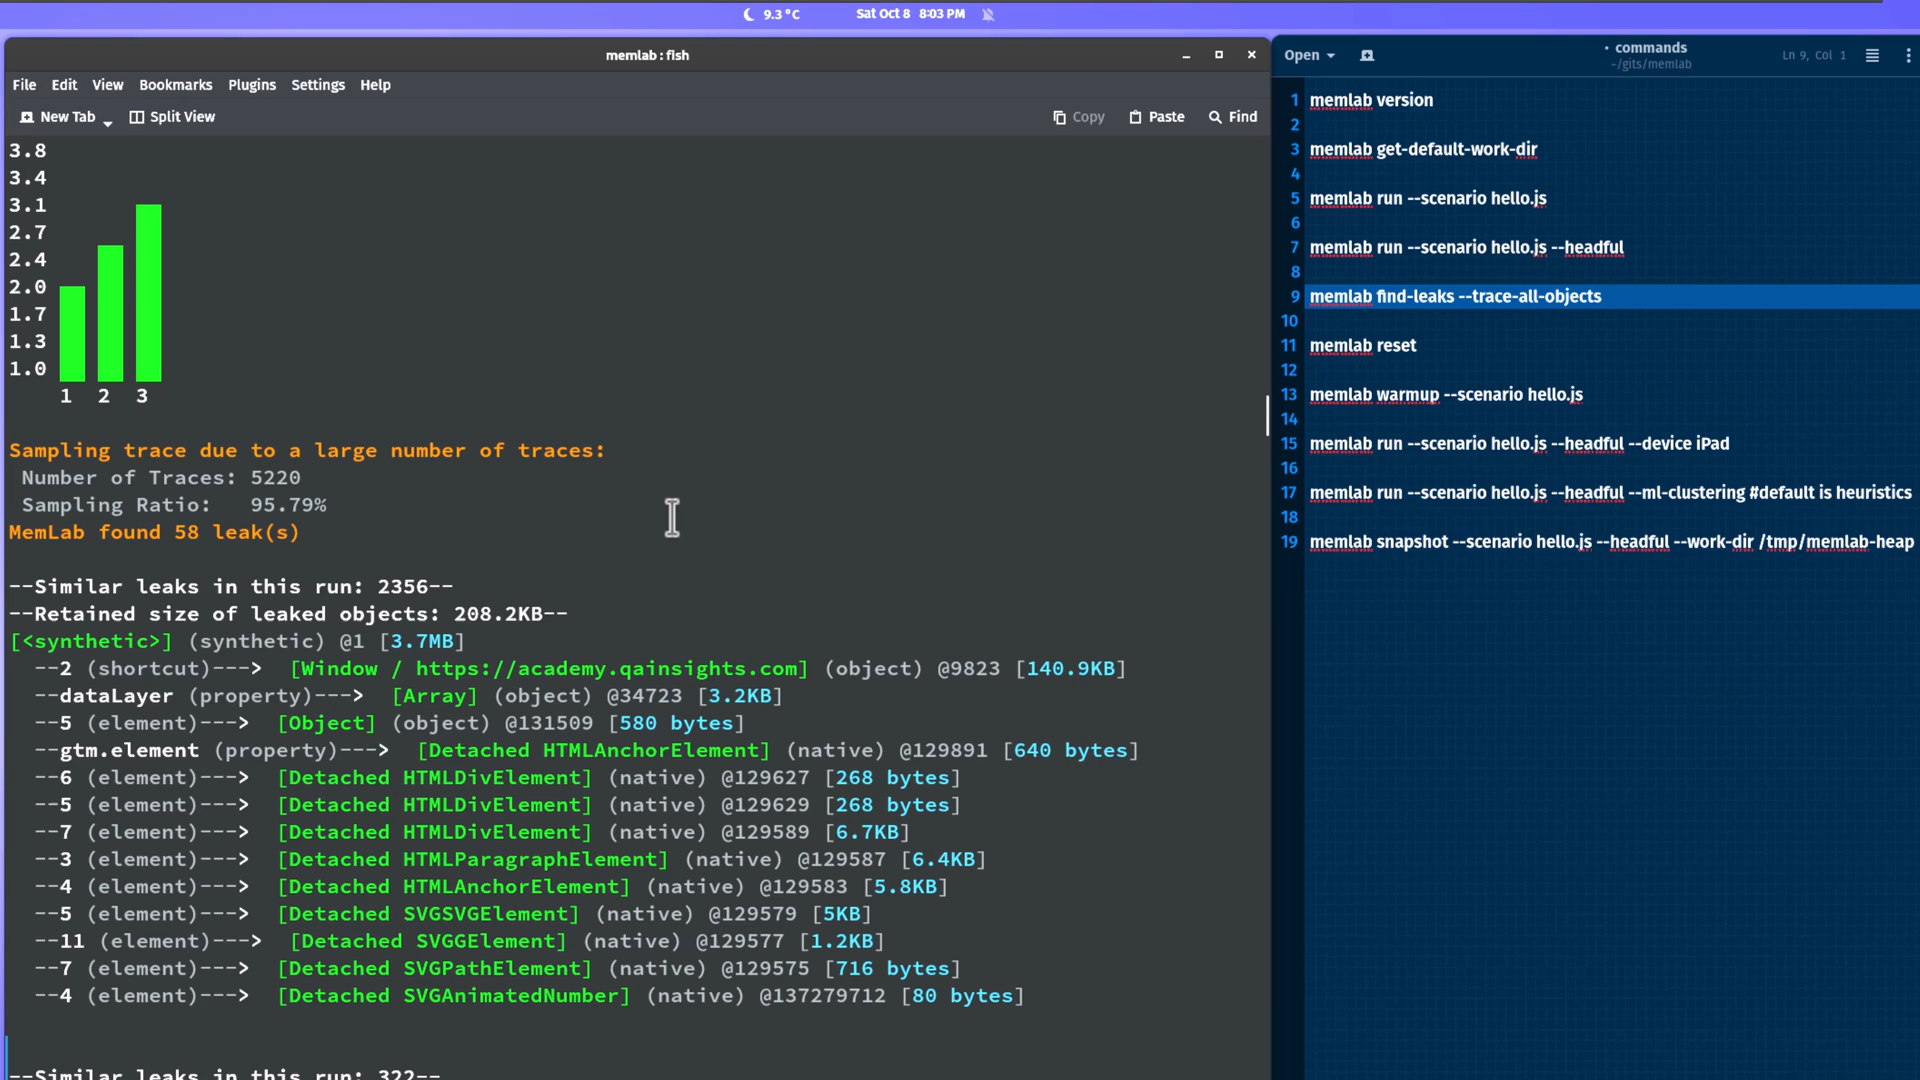 9.3 °C
Sat Oct 8 8:03 PM
memlab : fish
File Edit View Bookmarks Plugins Settings Help
New Tab Split View Copy Paste Find
3.8
3.4
3.1
2.7
2.4
2.0
1.7
1.3
1.0
1 2 3
Sampling trace due to a large number of traces:
Number of Traces: 5220
Sampling Ratio: 95.79%
MemLab found 58 leak(s)
--Similar leaks in this run: 2356--
--Retained size of leaked objects: 208.2KB--
[<synthetic>] (synthetic) @1 [3.7MB]
--2 (shortcut)---> [Window / https://academy.qainsights.com] (object) @9823 [140.9KB]
--dataLayer (property)---> [Array] (object) @34723 [3.2KB]
--5 (element)---> [Object] (object) @131509 [580 bytes]
--gtm.element (property)---> [Detached HTMLAnchorElement] (native) @129891 [640 bytes]
--6 (element)---> [Detached HTMLDivElement] (native) @129627 [268 bytes]
--5 (element)---> [Detached HTMLDivElement] (native) @129629 [268 bytes]
--7 (element)---> [Detached HTMLDivElement] (native) @129589 [6.7KB]
--3 (element)---> [Detached HTMLParagraphElement] (native) @129587 [6.4KB]
--4 (element)---> [Detached HTMLAnchorElement] (native) @129583 [5.8KB]
--5 (element)---> [Detached SVGSVGElement] (native) @129579 [5KB]
--11 (element)---> [Detached SVGGElement] (native) @129577 [1.2KB]
--7 (element)---> [Detached SVGPathElement] (native) @129575 [716 bytes]
--4 (element)---> [Detached SVGAnimatedNumber] (native) @137279712 [80 bytes]
--Similar leaks in this run: 322--
Open
• commands
~/gits/memlab
Ln 9, Col 1
1 memlab version
2
3 memlab get-default-work-dir
4
5 memlab run --scenario hello.js
6
7 memlab run --scenario hello.js --headful
8
9 memlab find-leaks --trace-all-objects
10
11 memlab reset
12
13 memlab warmup --scenario hello.js
14
15 memlab run --scenario hello.js --headful --device iPad
16
17 memlab run --scenario hello.js --headful --ml-clustering #default is heuristics
18
19 memlab snapshot --scenario hello.js --headful --work-dir /tmp/memlab-heap